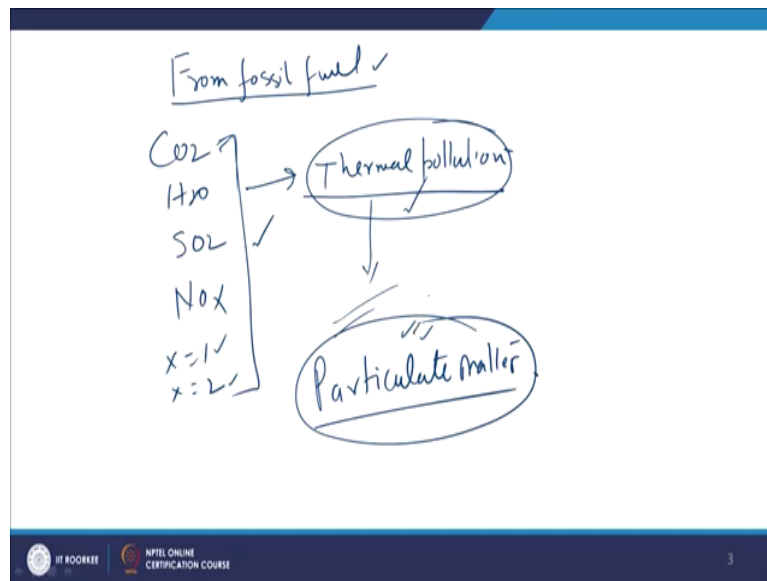 From fossil fuel ✓
CO2
Thermal pollution
H2O
SO2 ✓
NOx
x=1 ✓
x=2 ✓
Particulate matter
IIT ROORKEE
NPTEL ONLINE
CERTIFICATION COURSE
3